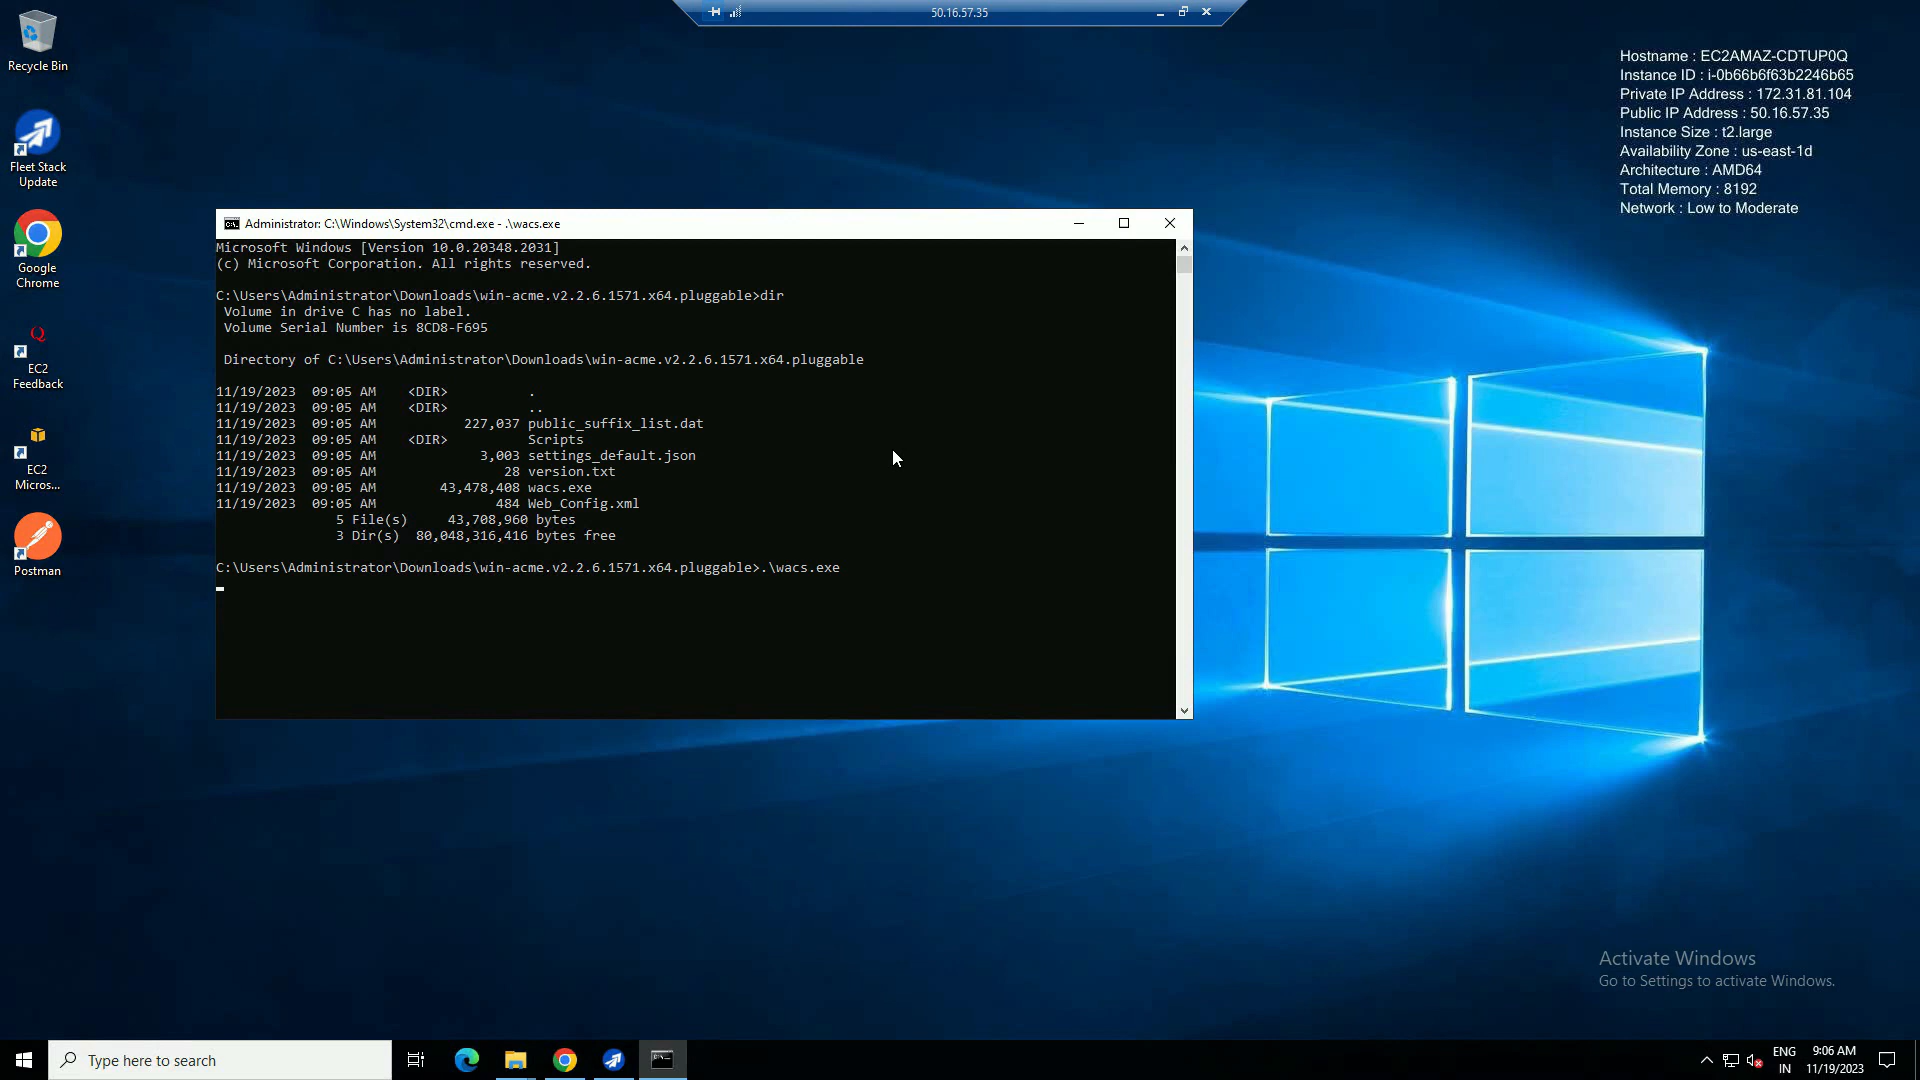 50.16.57.35
Recycle Bin
Fleet Stack
Update
Google
Chrome
EC2
Feedback
EC2
Micros...
Postman
Hostname : EC2AMAZ-CDTUP0Q
Instance ID : i-0b66b6f63b2246b65
Private IP Address : 172.31.81.104
Public IP Address : 50.16.57.35
Instance Size : t2.large
Availability Zone : us-east-1d
Architecture : AMD64
Total Memory : 8192
Network : Low to Moderate
Administrator: C:\Windows\System32\cmd.exe - .\wacs.exe
Microsoft Windows [Version 10.0.20348.2031]
(c) Microsoft Corporation. All rights reserved.
C:\Users\Administrator\Downloads\win-acme.v2.2.6.1571.x64.pluggable>dir
Volume in drive C has no label.
Volume Serial Number is 8CD8-F695
Directory of C:\Users\Administrator\Downloads\win-acme.v2.2.6.1571.x64.pluggable
11/19/2023  09:05 AM    <DIR>          .
11/19/2023  09:05 AM    <DIR>          ..
11/19/2023  09:05 AM           227,037 public_suffix_list.dat
11/19/2023  09:05 AM    <DIR>          Scripts
11/19/2023  09:05 AM             3,003 settings_default.json
11/19/2023  09:05 AM                28 version.txt
11/19/2023  09:05 AM        43,478,408 wacs.exe
11/19/2023  09:05 AM               484 Web_Config.xml
5 File(s)     43,708,960 bytes
3 Dir(s)  80,048,316,416 bytes free
C:\Users\Administrator\Downloads\win-acme.v2.2.6.1571.x64.pluggable>.\wacs.exe
Activate Windows
Go to Settings to activate Windows.
Type here to search
ENG
IN
9:06 AM
11/19/2023